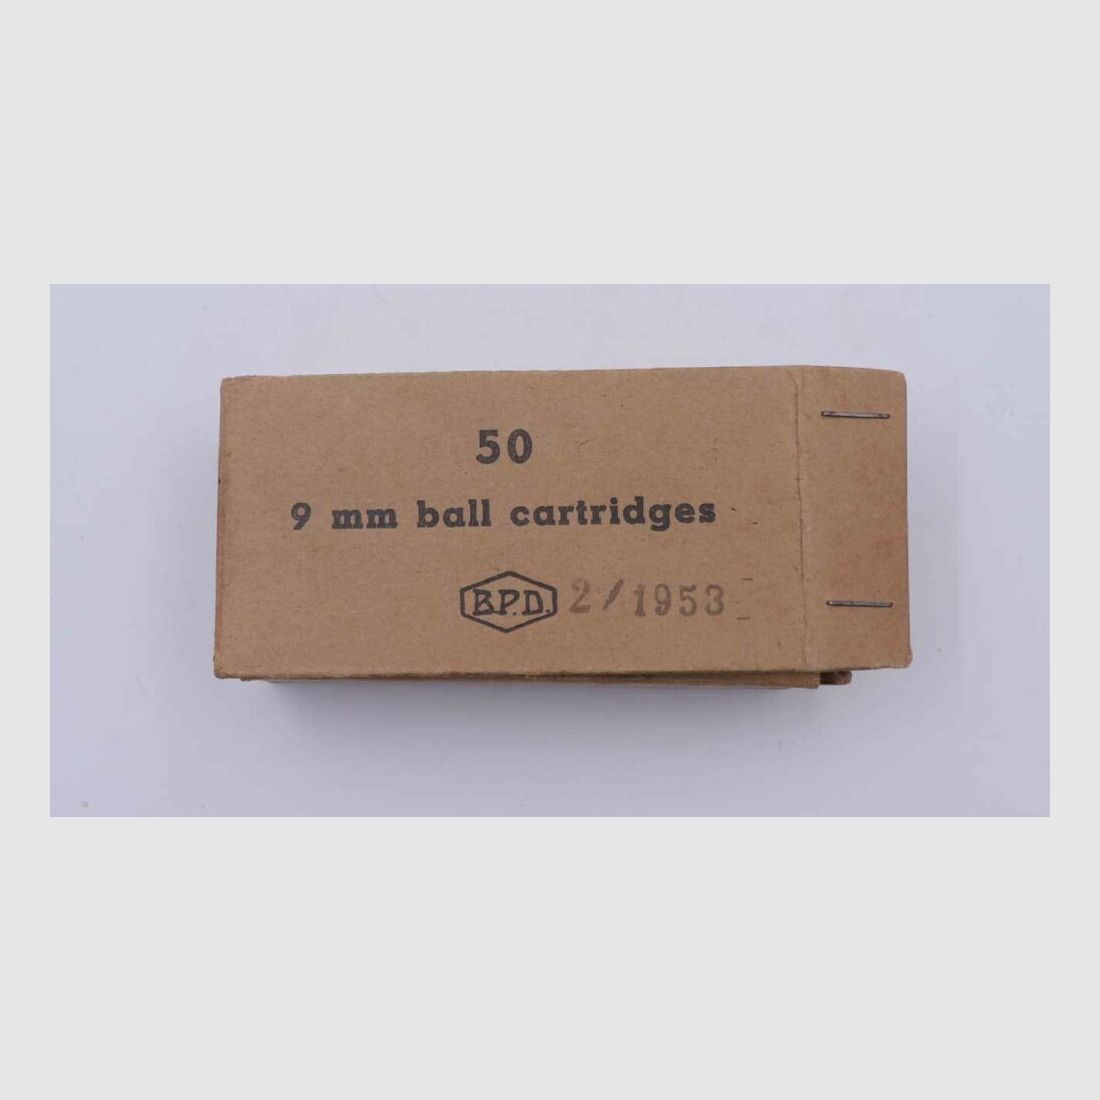 50
9 mm ball cartridges
B.P.D. 2/1953